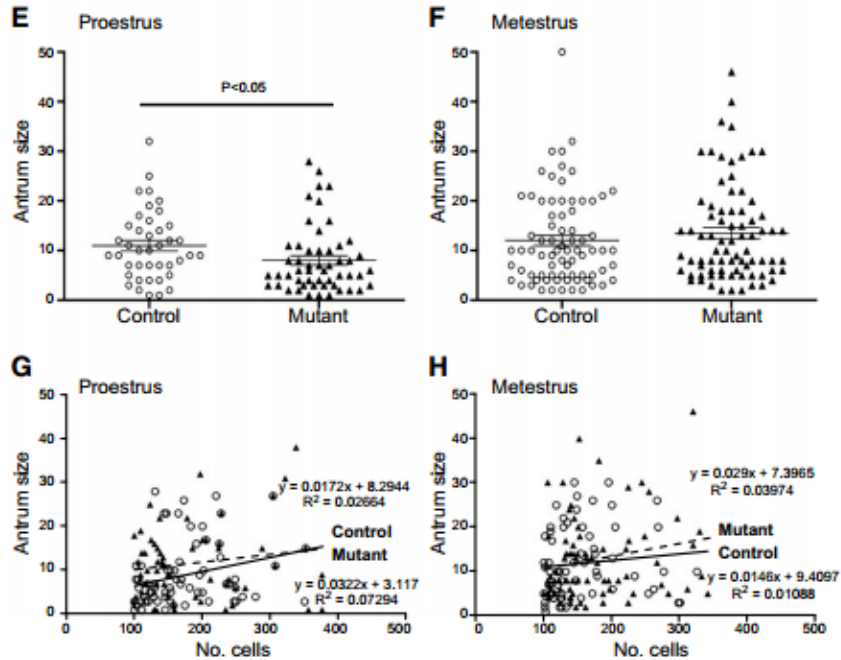 E Proestrus
Antrum size
50
40
30
20
10
0
P<0.05
Control Mutant
F Metestrus
Antrum size
50
40
30
20
10
0
Control Mutant
G Proestrus
Antrum size
50
40
30
20
10
0
y = 0.0172x + 8.2944
R² = 0.02664
Control
Mutant
y = 0.0322x + 3.117
R² = 0.07294
0 100 200 300 400 500
No. cells
H Metestrus
Antrum size
50
40
30
20
10
0
y = 0.029x + 7.3965
R² = 0.03974
Mutant
Control
y = 0.0146x + 9.4097
R² = 0.01088
0 100 200 300 400 500
No. cells